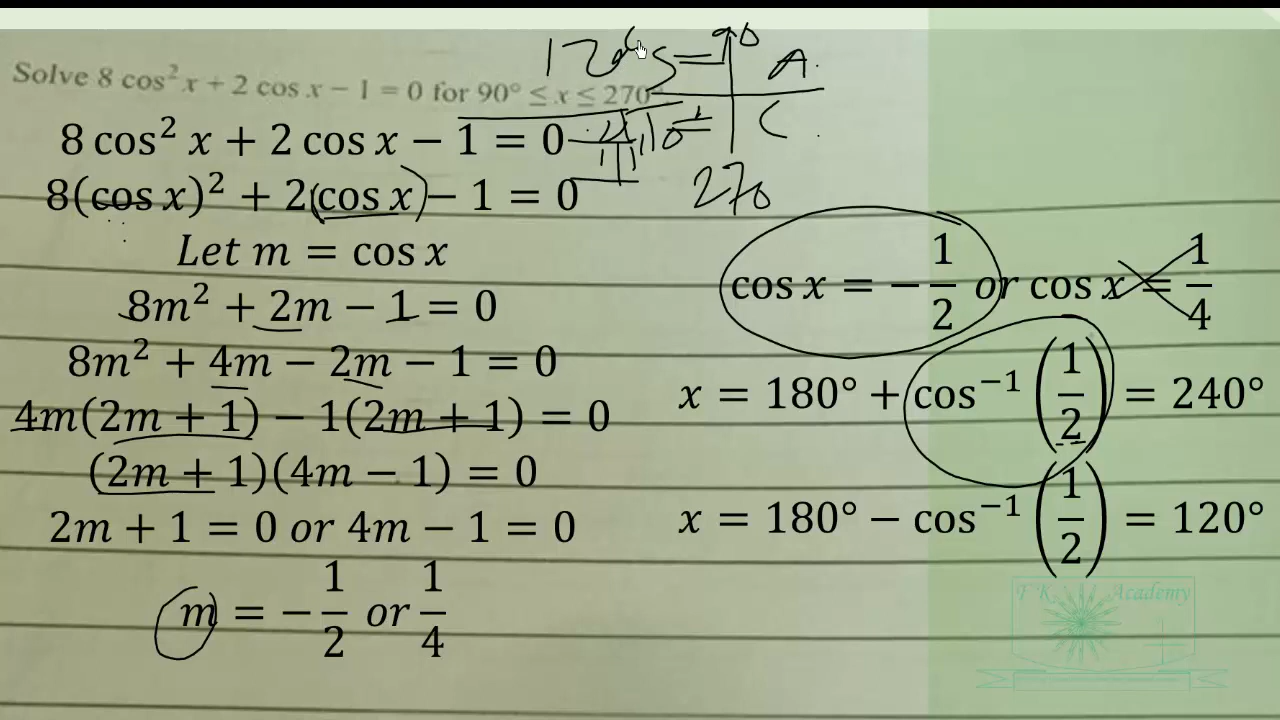 Solve 8 cos² x + 2 cos x − 1 = 0 for 90° ≤ x ≤ 270°
8 cos² x + 2 cos x − 1 = 0
8(cos x)² + 2(cos x) − 1 = 0
Let m = cos x
8m² + 2m − 1 = 0
8m² + 4m − 2m − 1 = 0
4m(2m + 1) − 1(2m + 1) = 0
(2m + 1)(4m − 1) = 0
2m + 1 = 0 or 4m − 1 = 0
m = −1/2 or 1/4
90
S A
C
270
cos x = −1/2 or cos x = 1/4
x = 180° + cos⁻¹(1/2) = 240°
x = 180° − cos⁻¹(1/2) = 120°
Academy